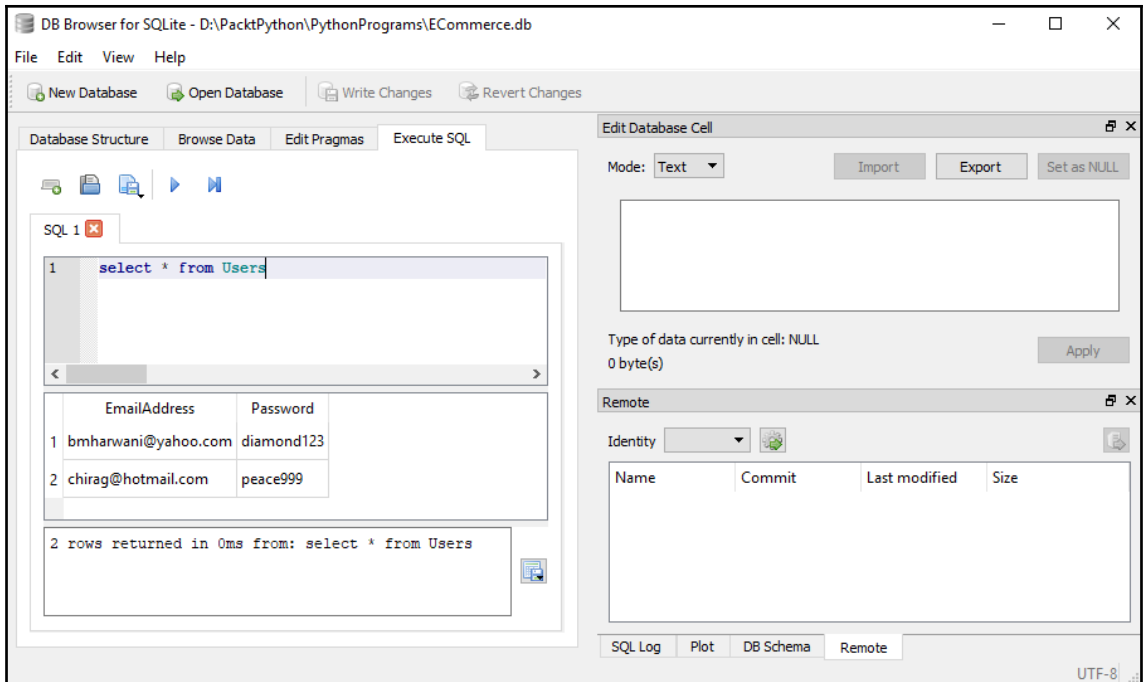 DB Browser for SQLite - D:\PacktPython\PythonPrograms\ECommerce.db
File Edit View Help
New Database Open Database Write Changes Revert Changes
Database Structure Browse Data Edit Pragmas Execute SQL
SQL 1
1 select * from Users
EmailAddress Password
1 bmharwani@yahoo.com diamond123
2 chirag@hotmail.com peace999
2 rows returned in 0ms from: select * from Users
Edit Database Cell
Mode: Text Import Export Set as NULL
Type of data currently in cell: NULL
0 byte(s)
Apply
Remote
Identity
Name Commit Last modified Size
SQL Log Plot DB Schema Remote
UTF-8